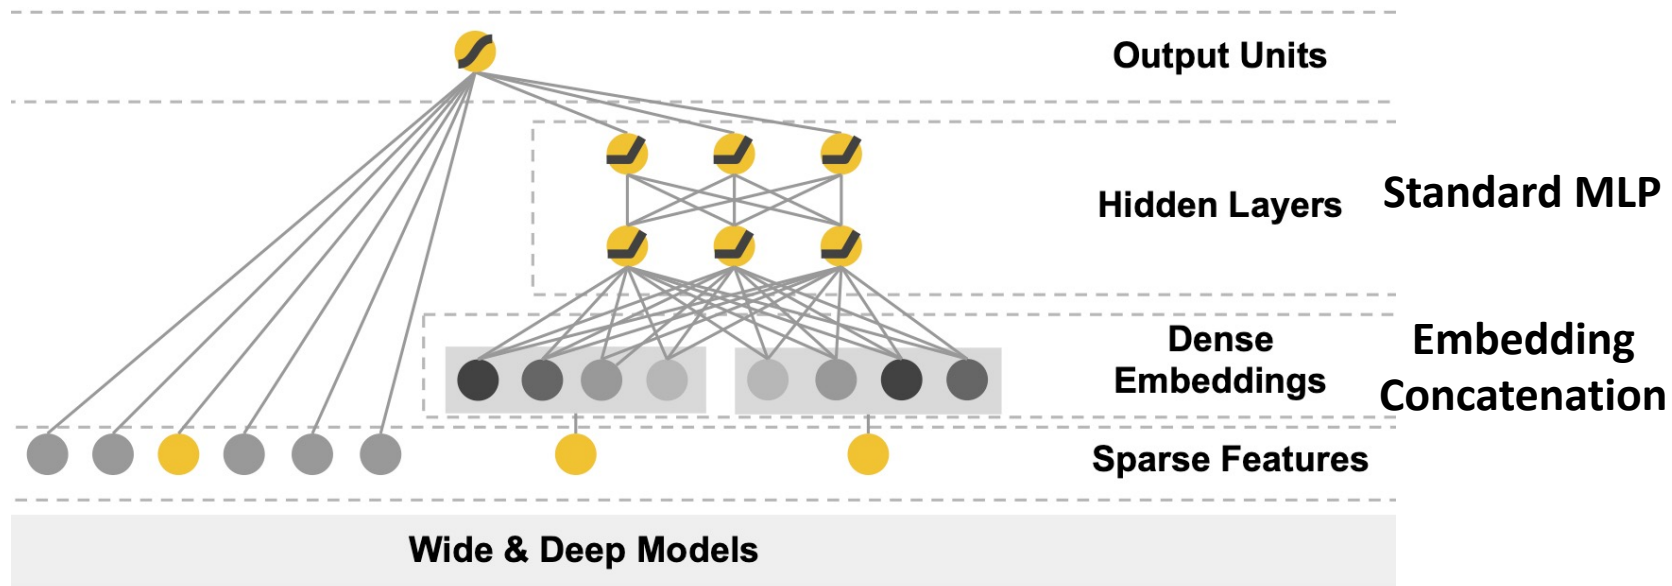 Output Units
Hidden Layers
Standard MLP
Dense
Embeddings
Embedding
Concatenation
Sparse Features
Wide & Deep Models